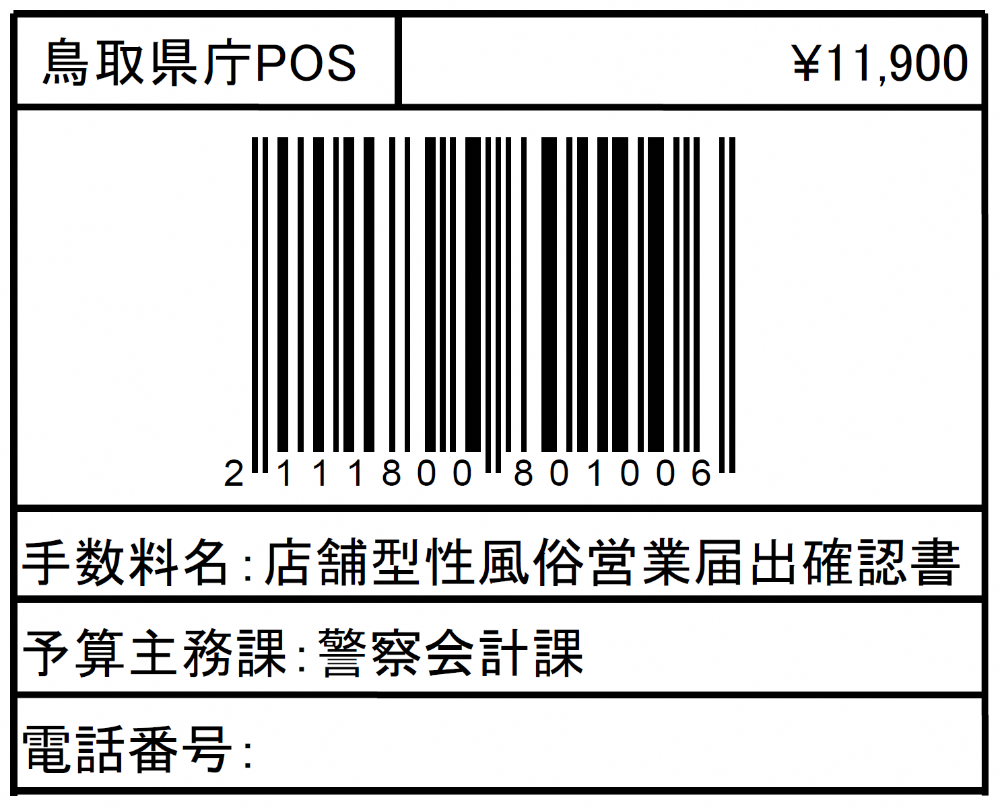 鳥取県庁POS
¥11,900
2 111800 801006
手数料名:店舗型性風俗営業届出確認書
予算主務課:警察会計課
電話番号: